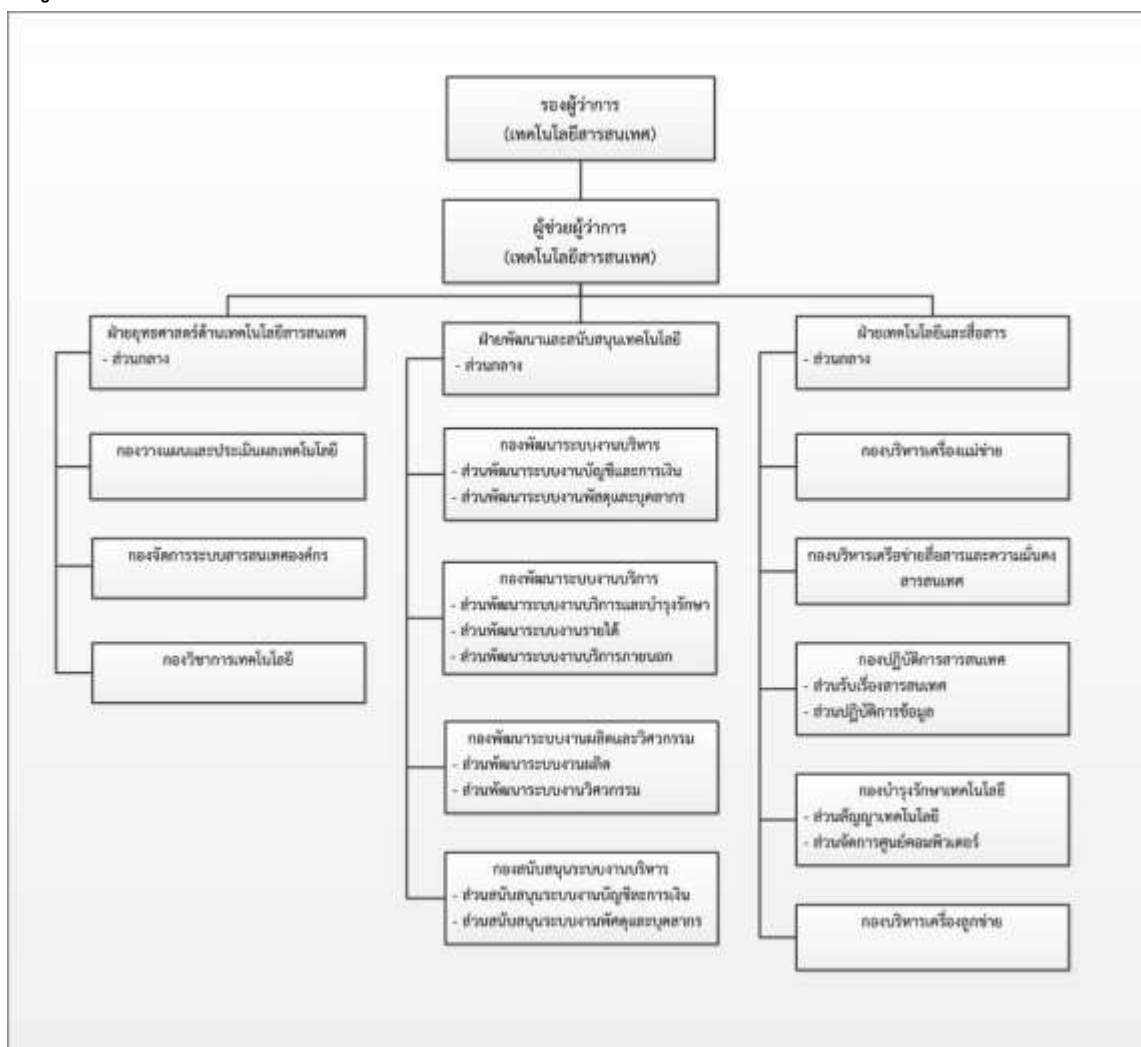 รองผู้ว่าการ
(เทคโนโลยีสารสนเทศ)
ผู้ช่วยผู้ว่าการ
(เทคโนโลยีสารสนเทศ)
ฝ่ายยุทธศาสตร์ด้านเทคโนโลยีสารสนเทศ
- ส่วนกลาง
กองวางแผนและประเมินผลเทคโนโลยี
กองจัดการระบบสารสนเทศองค์กร
กองวิชาการเทคโนโลยี
ฝ่ายพัฒนาและสนับสนุนเทคโนโลยี
- ส่วนกลาง
กองพัฒนาระบบงานบริหาร
- ส่วนพัฒนาระบบงานบัญชีและการเงิน
- ส่วนพัฒนาระบบงานพัสดุและบุคลากร
กองพัฒนาระบบงานบริการ
- ส่วนพัฒนาระบบงานบริการและบำรุงรักษา
- ส่วนพัฒนาระบบงานรายได้
- ส่วนพัฒนาระบบงานบริการภายนอก
กองพัฒนาระบบงานผลิตและวิศวกรรม
- ส่วนพัฒนาระบบงานผลิต
- ส่วนพัฒนาระบบงานวิศวกรรม
กองสนับสนุนระบบงานบริหาร
- ส่วนสนับสนุนระบบงานบัญชีละการเงิน
- ส่วนสนับสนุนระบบงานพัศดุและบุคลากร
ฝ่ายเทคโนโลยีและสื่อสาร
- ส่วนกลาง
กองบริหารเครื่องแม่ข่าย
กองบริหารเครือข่ายสื่อสารและความมั่นคง
สารสนเทศ
กองปฏิบัติการสารสนเทศ
- ส่วนรับเรื่องสารสนเทศ
- ส่วนปฏิบัติการข้อมูล
กองบำรุงรักษาเทคโนโลยี
- ส่วนสัญญาเทคโนโลยี
- ส่วนจัดการศูนย์คอมพิวเตอร์
กองบริหารเครื่องลูกข่าย